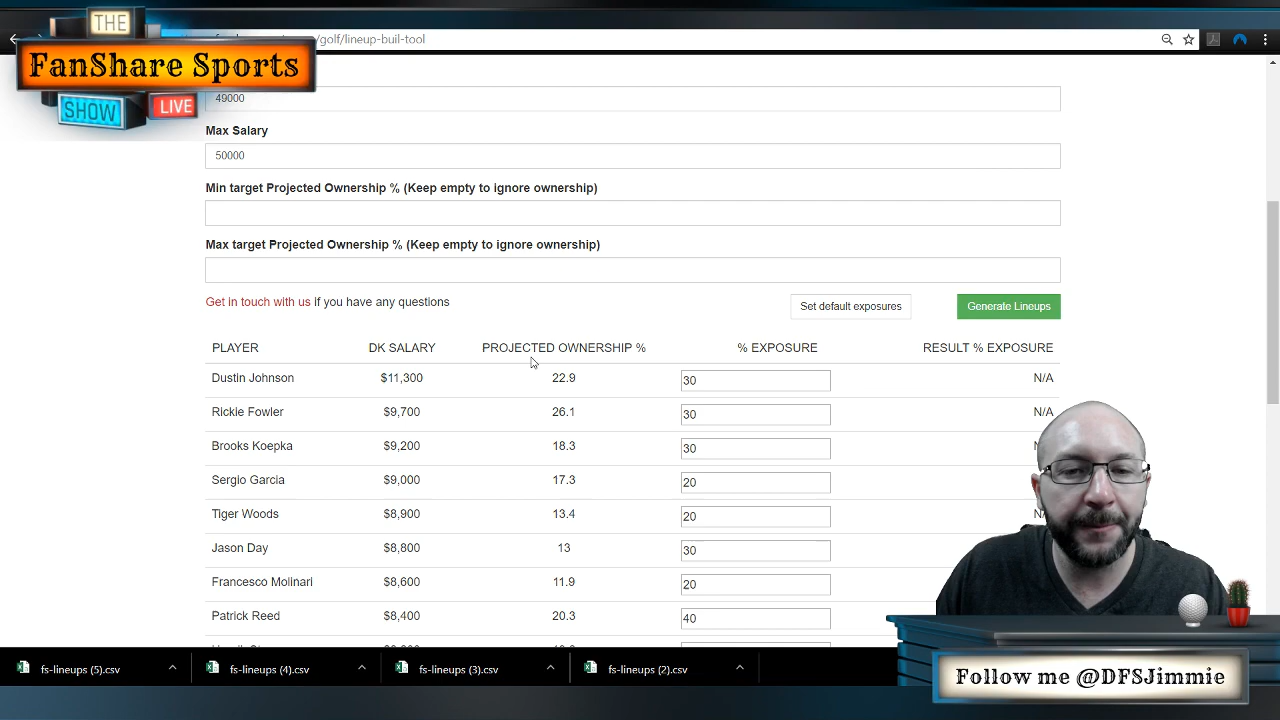 THE
FanShare Sports
SHOW
LIVE
/golf/lineup-buil-tool
49000
Max Salary
50000
Min target Projected Ownership % (Keep empty to ignore ownership)
Max target Projected Ownership % (Keep empty to ignore ownership)
Get in touch with us if you have any questions
Set default exposures
Generate Lineups
PLAYER DK SALARY PROJECTED OWNERSHIP % % EXPOSURE RESULT % EXPOSURE
Dustin Johnson $11,300 22.9 30 N/A
Rickie Fowler $9,700 26.1 30 N/A
Brooks Koepka $9,200 18.3 30
Sergio Garcia $9,000 17.3 20
Tiger Woods $8,900 13.4 20 N/A
Jason Day $8,800 13 30
Francesco Molinari $8,600 11.9 20
Patrick Reed $8,400 20.3 40
fs-lineups (5).csv
fs-lineups (4).csv
fs-lineups (3).csv
fs-lineups (2).csv
Follow me @DFSJimmie